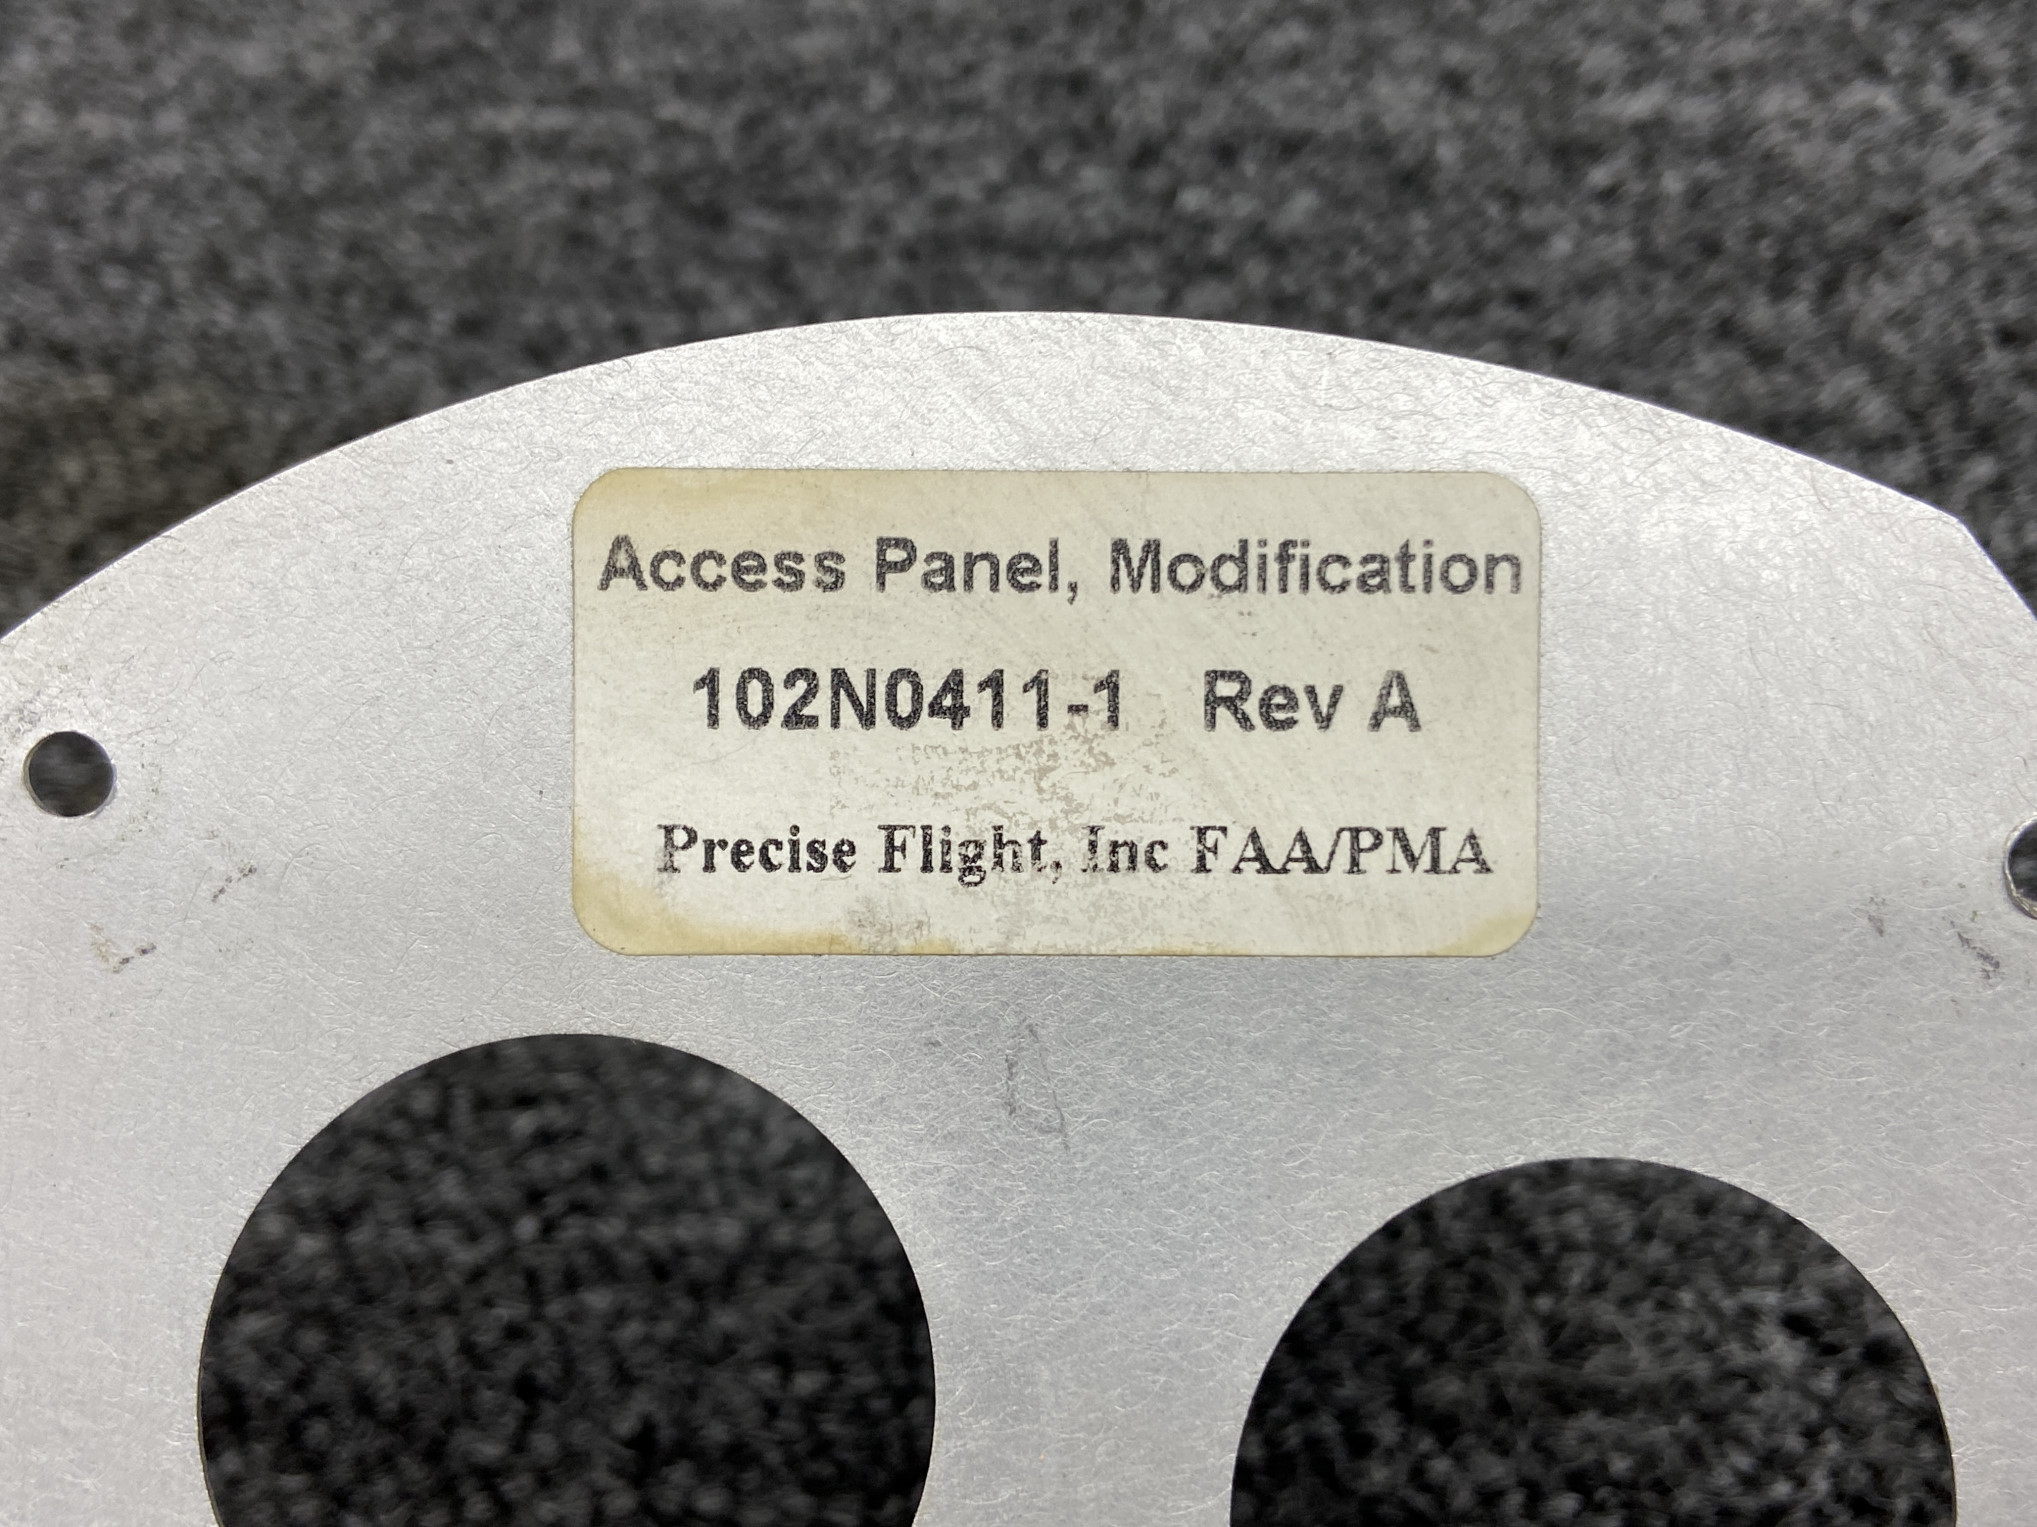 Access Panel, Modification
102N0411-1 Rev A
Precise Flight, Inc FAA/PMA